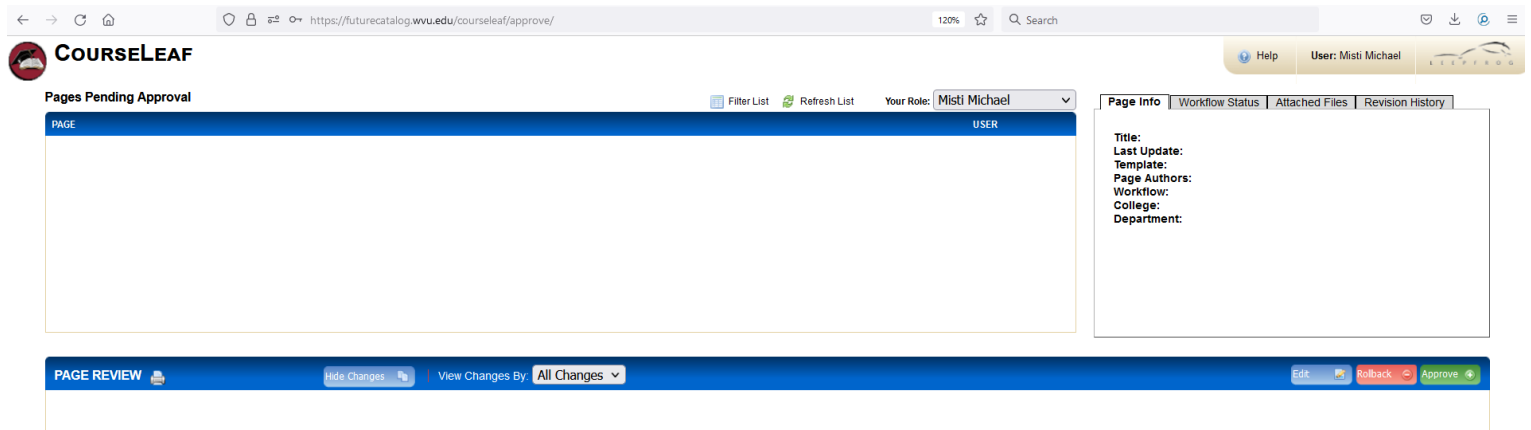 https://futurecatalog.wvu.edu/courseleaf/approve/ 120% Search
COURSELEAF
Help User: Misti Michael LEEPFROG
Pages Pending Approval Filter List Refresh List Your Role: Misti Michael
Page Info Workflow Status Attached Files Revision History
PAGE USER
Title:
Last Update:
Template:
Page Authors:
Workflow:
College:
Department:
PAGE REVIEW Hide Changes View Changes By: All Changes Edit Rollback Approve